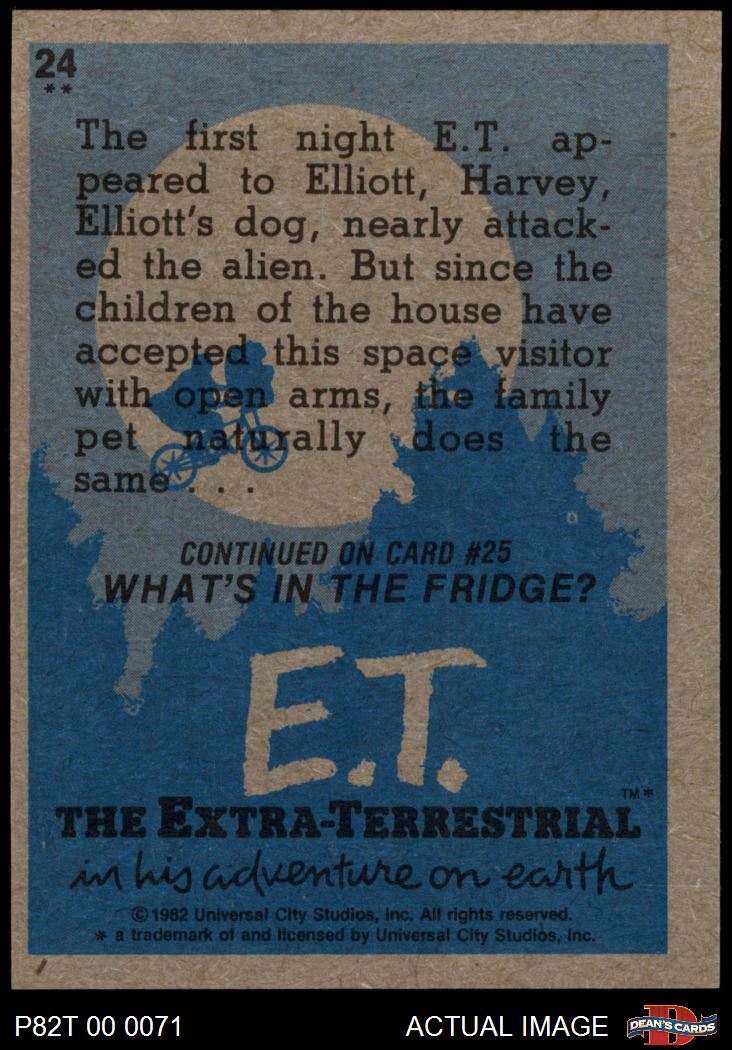 24
**
The first night E.T. ap-
peared to Elliott, Harvey,
Elliott's dog, nearly attack-
ed the alien. But since the
children of the house have
accepted this space visitor
with open arms, the family
pet naturally does the
same . . .
CONTINUED ON CARD #25
WHAT'S IN THE FRIDGE?
E.T.
TM*
THE EXTRA-TERRESTRIAL
in his adventure on earth
©1982 Universal City Studios, Inc. All rights reserved.
* a trademark of and licensed by Universal City Studios, Inc.
P82T 00 0071
ACTUAL IMAGE
D
DEAN'S CARDS